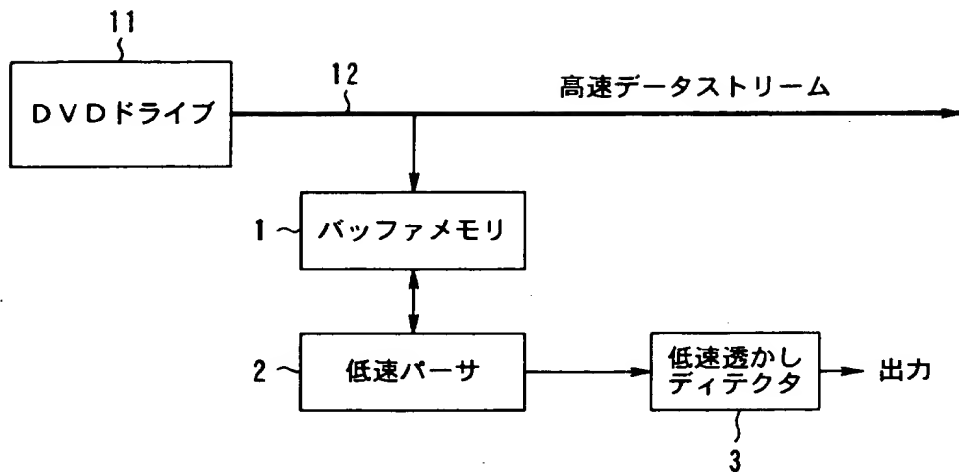 11
DVDドライブ
12
高速データストリーム
1
バッファメモリ
2
低速パーサ
低速透かし
ディテクタ
出力
3